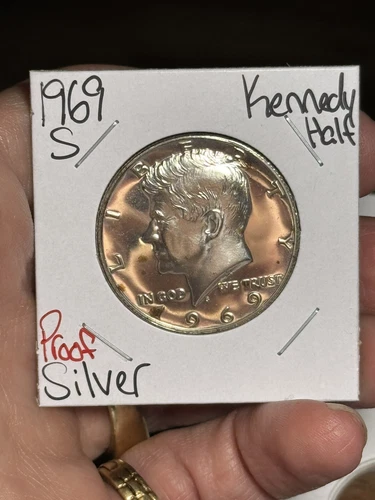 1969 Kennedy
S Half
LIBERTY
IN GOD WE TRUST
S
1969
Proof
Silver